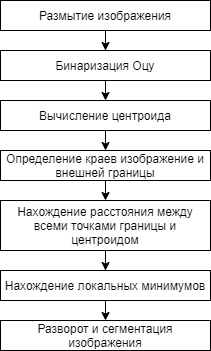 Размытие изображения
Бинаризация Оцу
Вычисление центроида
Определение краев изображение и
внешней границы
Нахождение расстояния между
всеми точками границы и
центроидом
Нахождение локальных минимумов
Разворот и сегментация
изображения